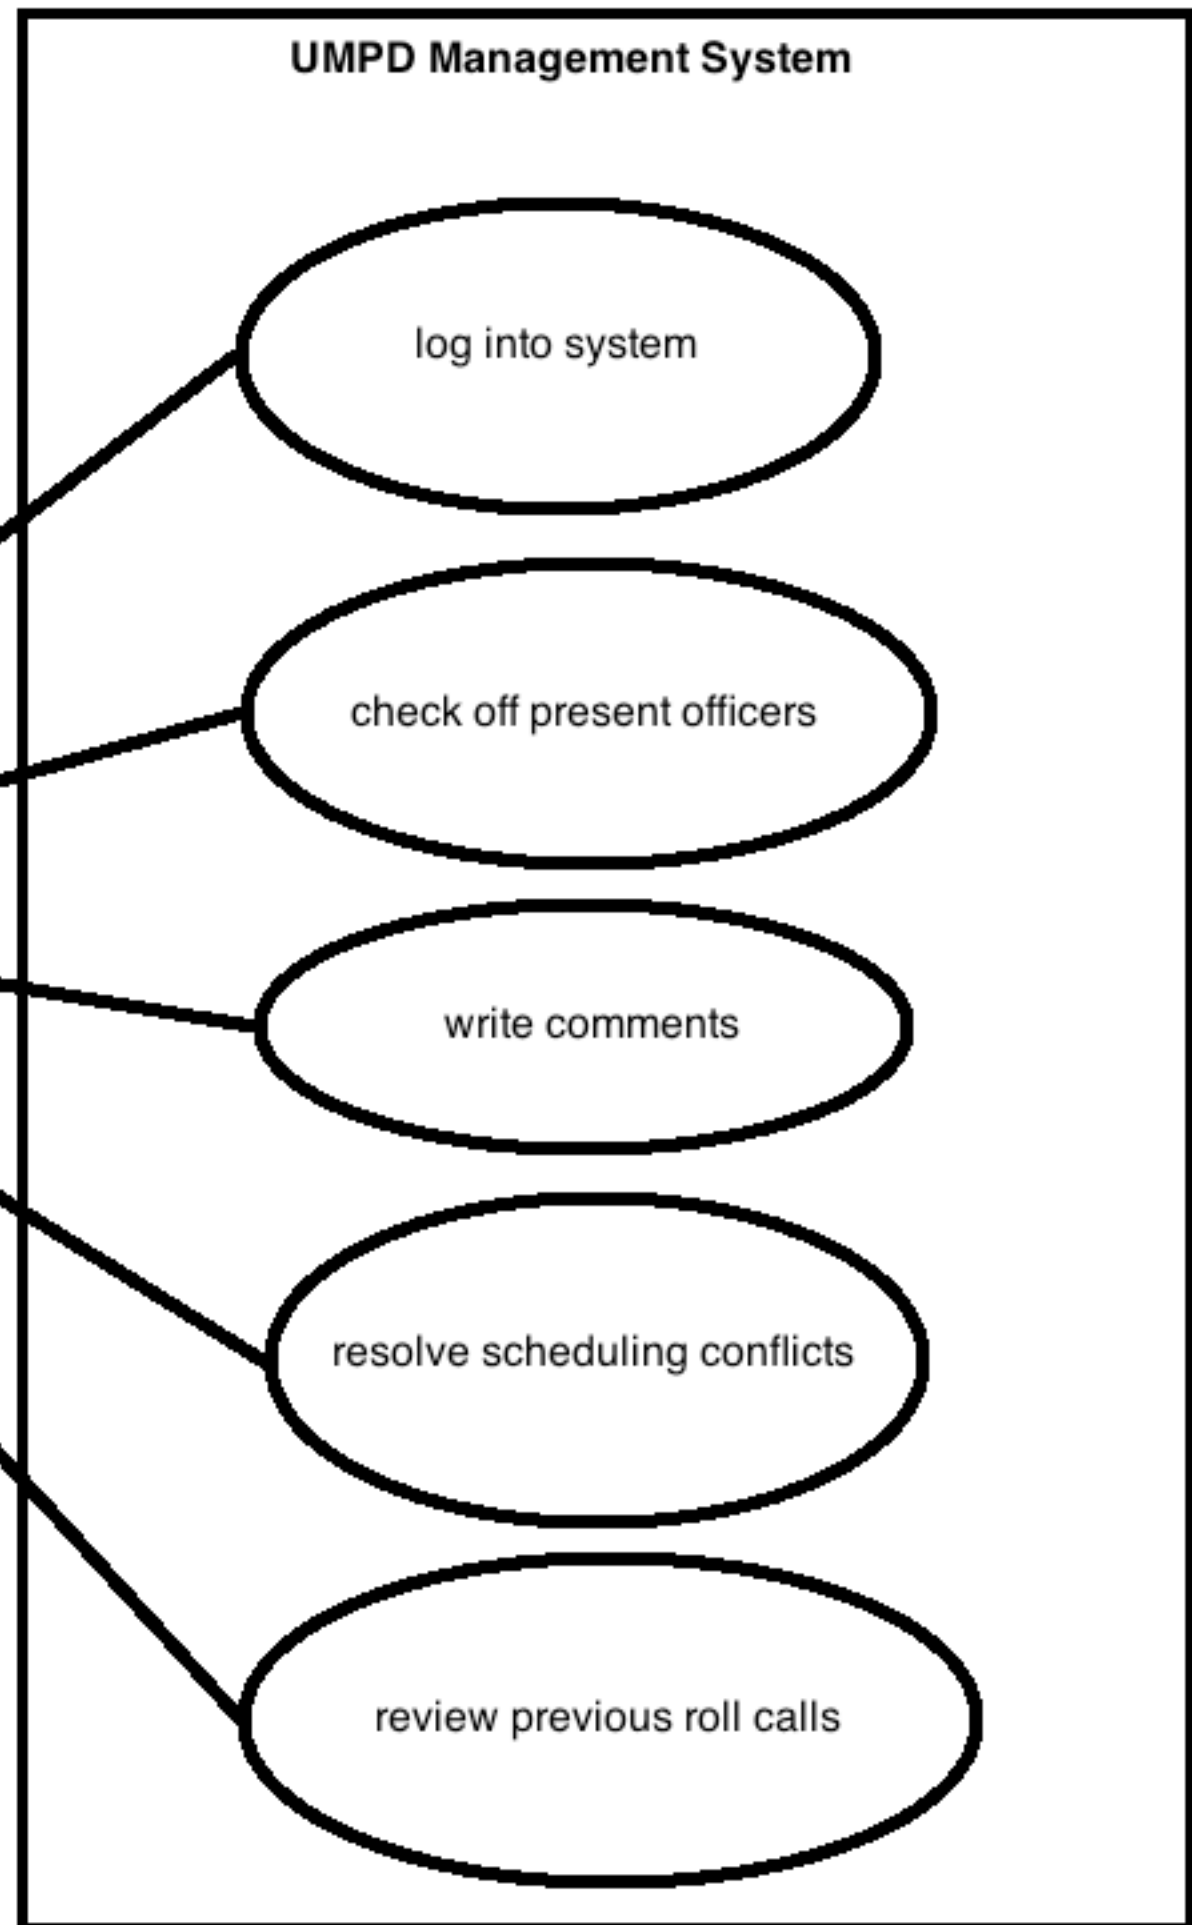 UMPD Management System
log into system
check off present officers
write comments
resolve scheduling conflicts
review previous roll calls